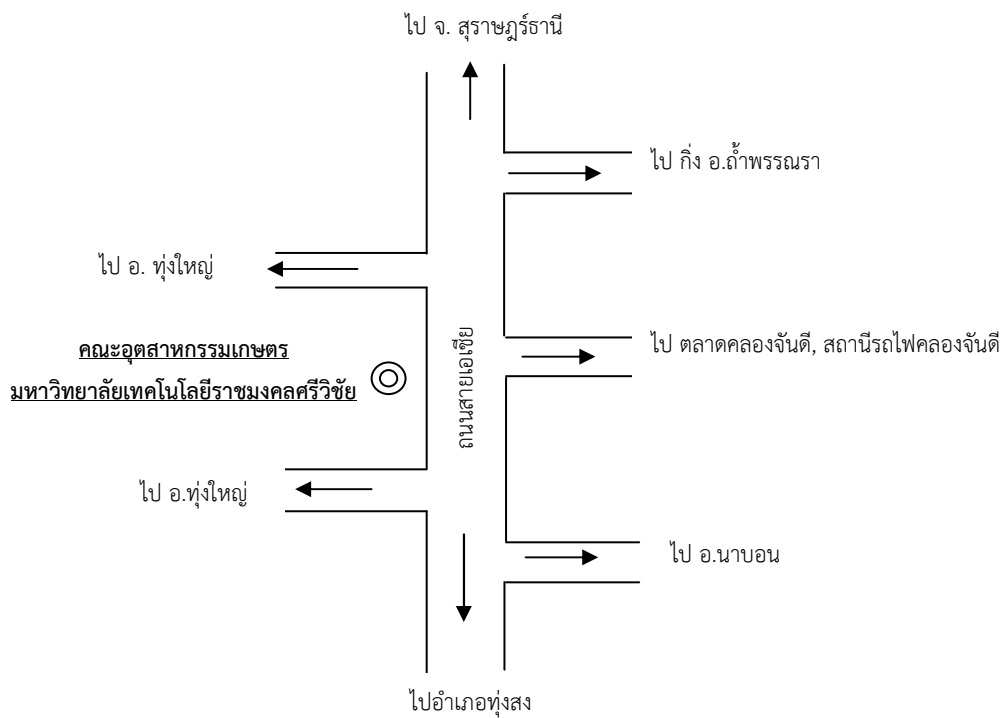 ไป จ. สุราษฎร์ธานี
ไป กิ่ง อ.ถ้ำพรรณรา
ไป อ. ทุ่งใหญ่
คณะอุตสาหกรรมเกษตร
มหาวิทยาลัยเทคโนโลยีราชมงคลศรีวิชัย
ถนนสายเอเซีย
ไป ตลาดคลองจันดี, สถานีรถไฟคลองจันดี
ไป อ.ทุ่งใหญ่
ไป อ.นาบอน
ไปอำเภอทุ่งสง